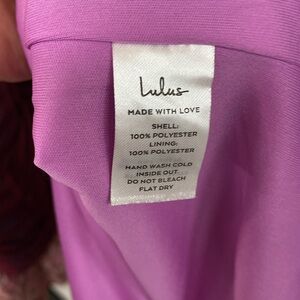 Lulus
MADE WITH LOVE
SHELL:
100% POLYESTER
LINING:
100% POLYESTER
HAND WASH COLD
INSIDE OUT
DO NOT BLEACH
FLAT DRY